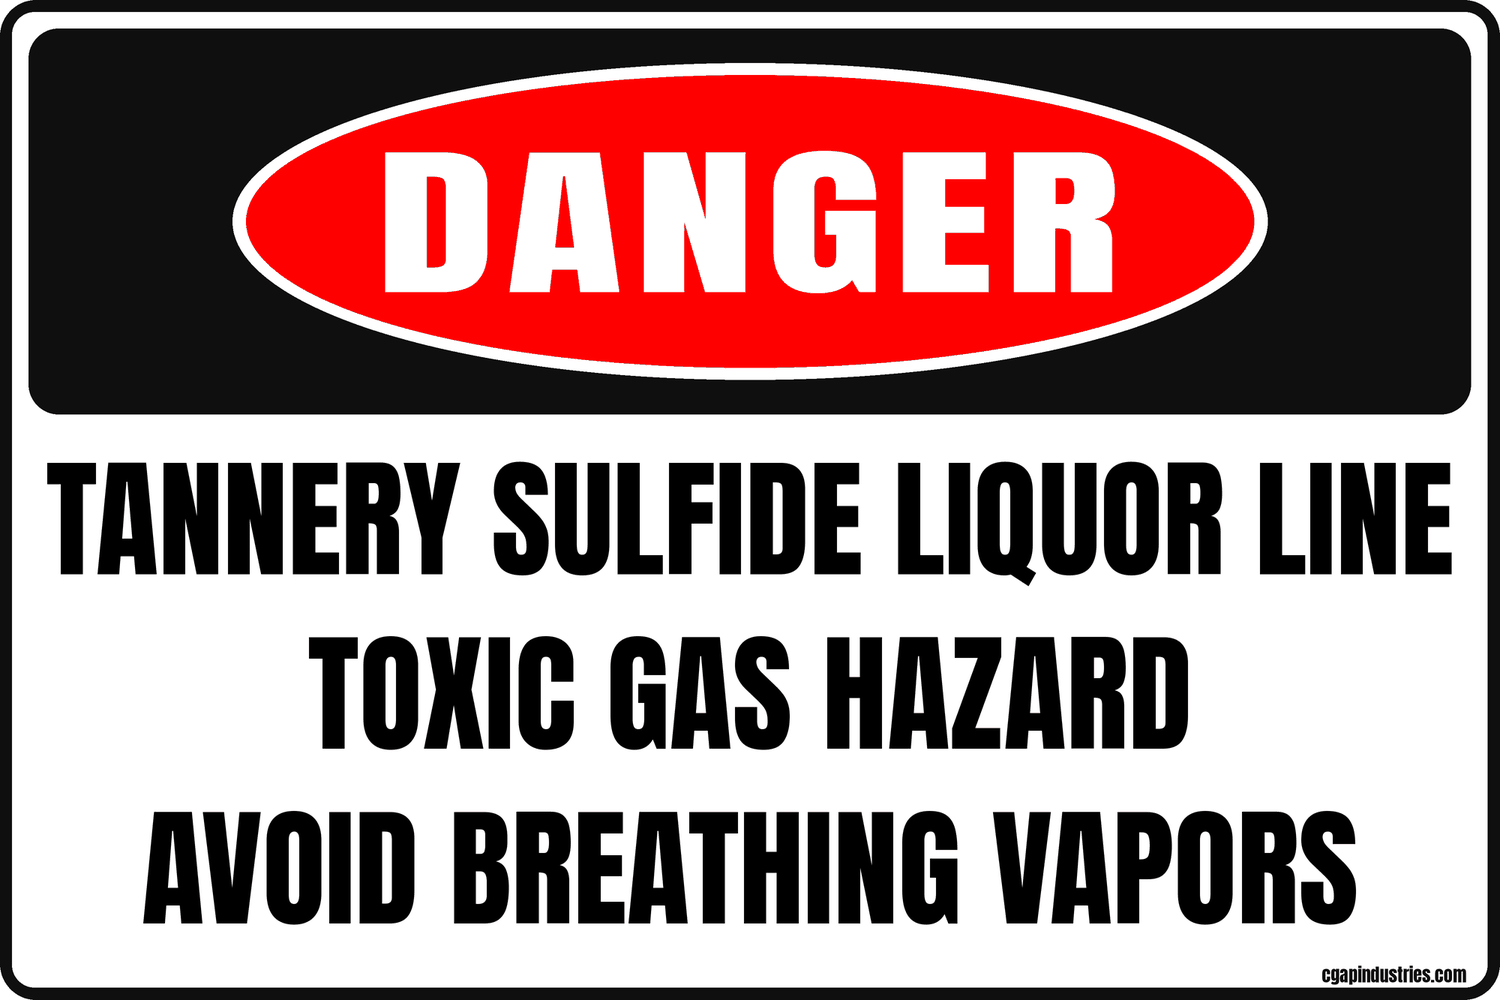 DANGER
TANNERY SULFIDE LIQUOR LINE
TOXIC GAS HAZARD
AVOID BREATHING VAPORS
cgapindustries.com